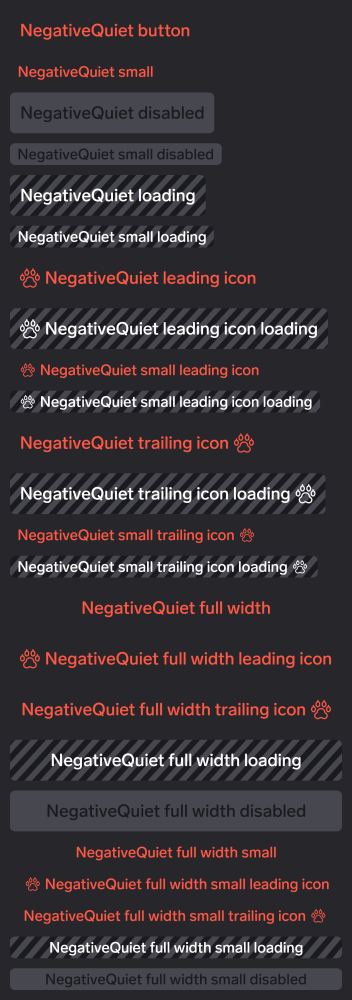 NegativeQuiet button
NegativeQuiet small
NegativeQuiet disabled
NegativeQuiet small disabled
NegativeQuiet loading
NegativeQuiet small loading
NegativeQuiet leading icon
NegativeQuiet leading icon loading
NegativeQuiet small leading icon
NegativeQuiet small leading icon loading
NegativeQuiet trailing icon
NegativeQuiet trailing icon loading
NegativeQuiet small trailing icon
NegativeQuiet small trailing icon loading
NegativeQuiet full width
NegativeQuiet full width leading icon
NegativeQuiet full width trailing icon
NegativeQuiet full width loading
NegativeQuiet full width disabled
NegativeQuiet full width small
NegativeQuiet full width small leading icon
NegativeQuiet full width small trailing icon
NegativeQuiet full width small loading
NegativeQuiet full width small disabled